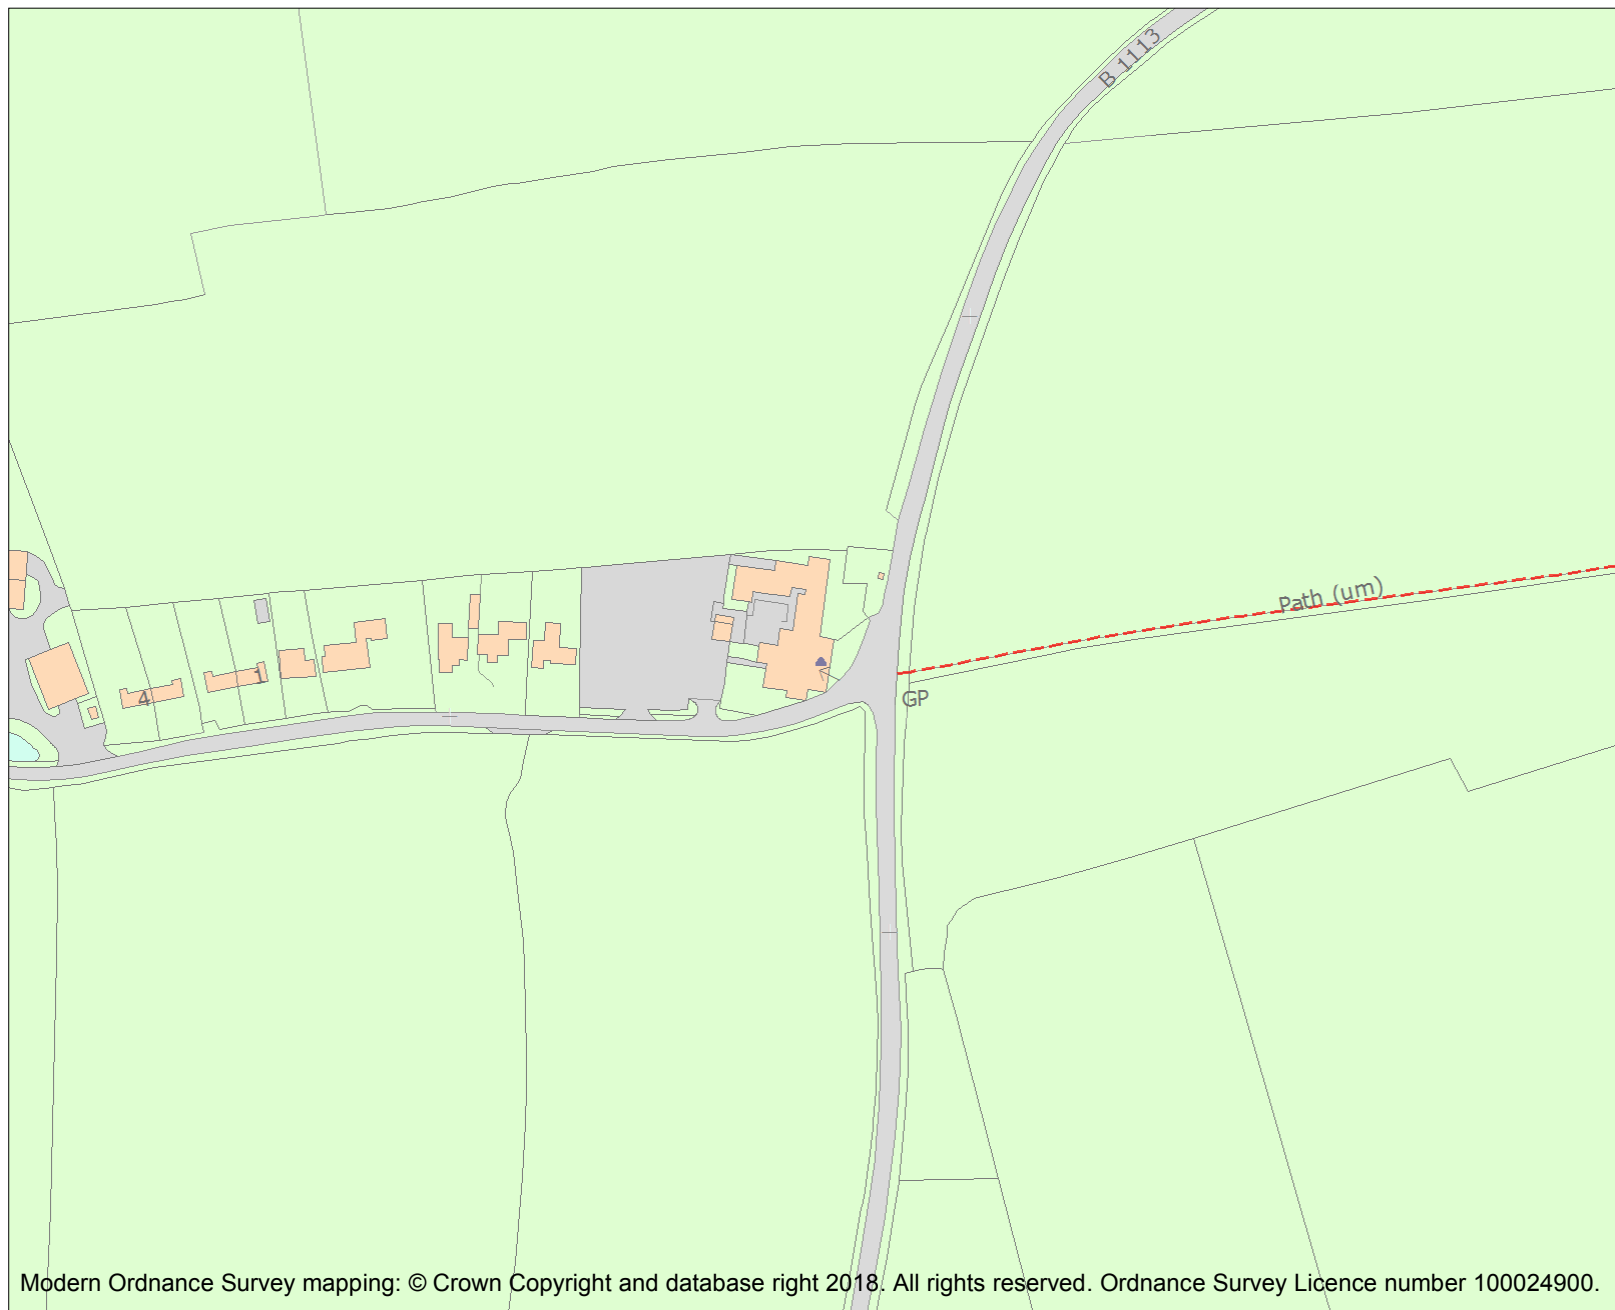 B 1113
Path (um)
1
4
GP
Modern Ordnance Survey mapping: © Crown Copyright and database right 2018. All rights reserved. Ordnance Survey Licence number 100024900.